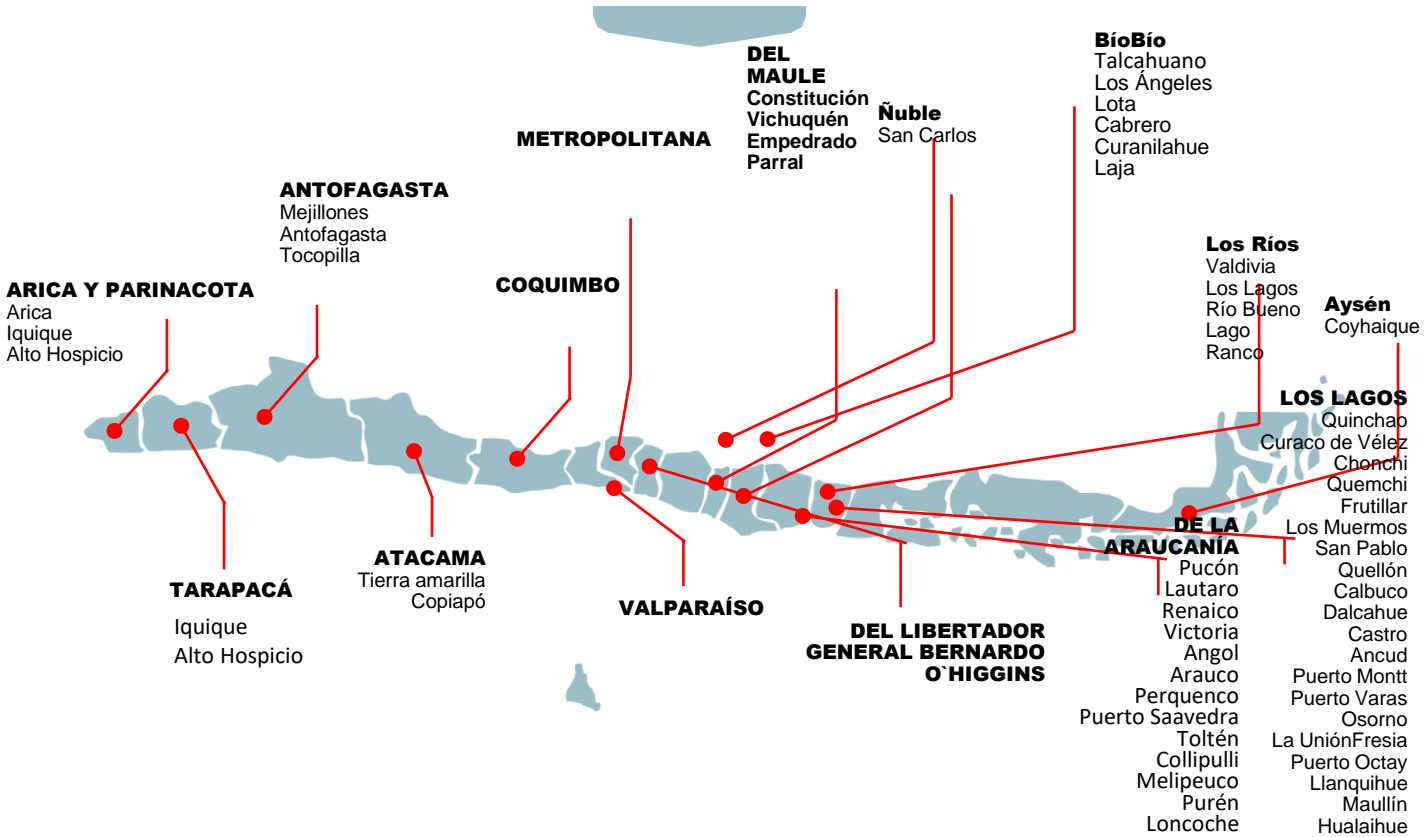 ARICA Y PARINACOTA
Arica
Iquique
Alto Hospicio
TARAPACÁ
Iquique
Alto Hospicio
ANTOFAGASTA
Mejillones
Antofagasta
Tocopilla
ATACAMA
Tierra amarilla
Copiapó
COQUIMBO
METROPOLITANA
VALPARAÍSO
DEL LIBERTADOR
GENERAL BERNARDO
O`HIGGINS
DEL
MAULE
Constitución
Vichuquén
Empedrado
Parral
Ñuble
San Carlos
BíoBío
Talcahuano
Los Ángeles
Lota
Cabrero
Curanilahue
Laja
DE LA
ARAUCANÍA
Pucón
Lautaro
Renaico
Victoria
Angol
Arauco
Perquenco
Puerto Saavedra
Toltén
Collipulli
Melipeuco
Purén
Loncoche
Los Ríos
Valdivia
Los Lagos
Río Bueno
Lago
Ranco
LOS LAGOS
Quinchao
Curaco de Vélez
Chonchi
Quemchi
Frutillar
Los Muermos
San Pablo
Quellón
Calbuco
Dalcahue
Castro
Ancud
Puerto Montt
Puerto Varas
Osorno
La UniónFresia
Puerto Octay
Llanquihue
Maullín
Hualaihue
Aysén
Coyhaique